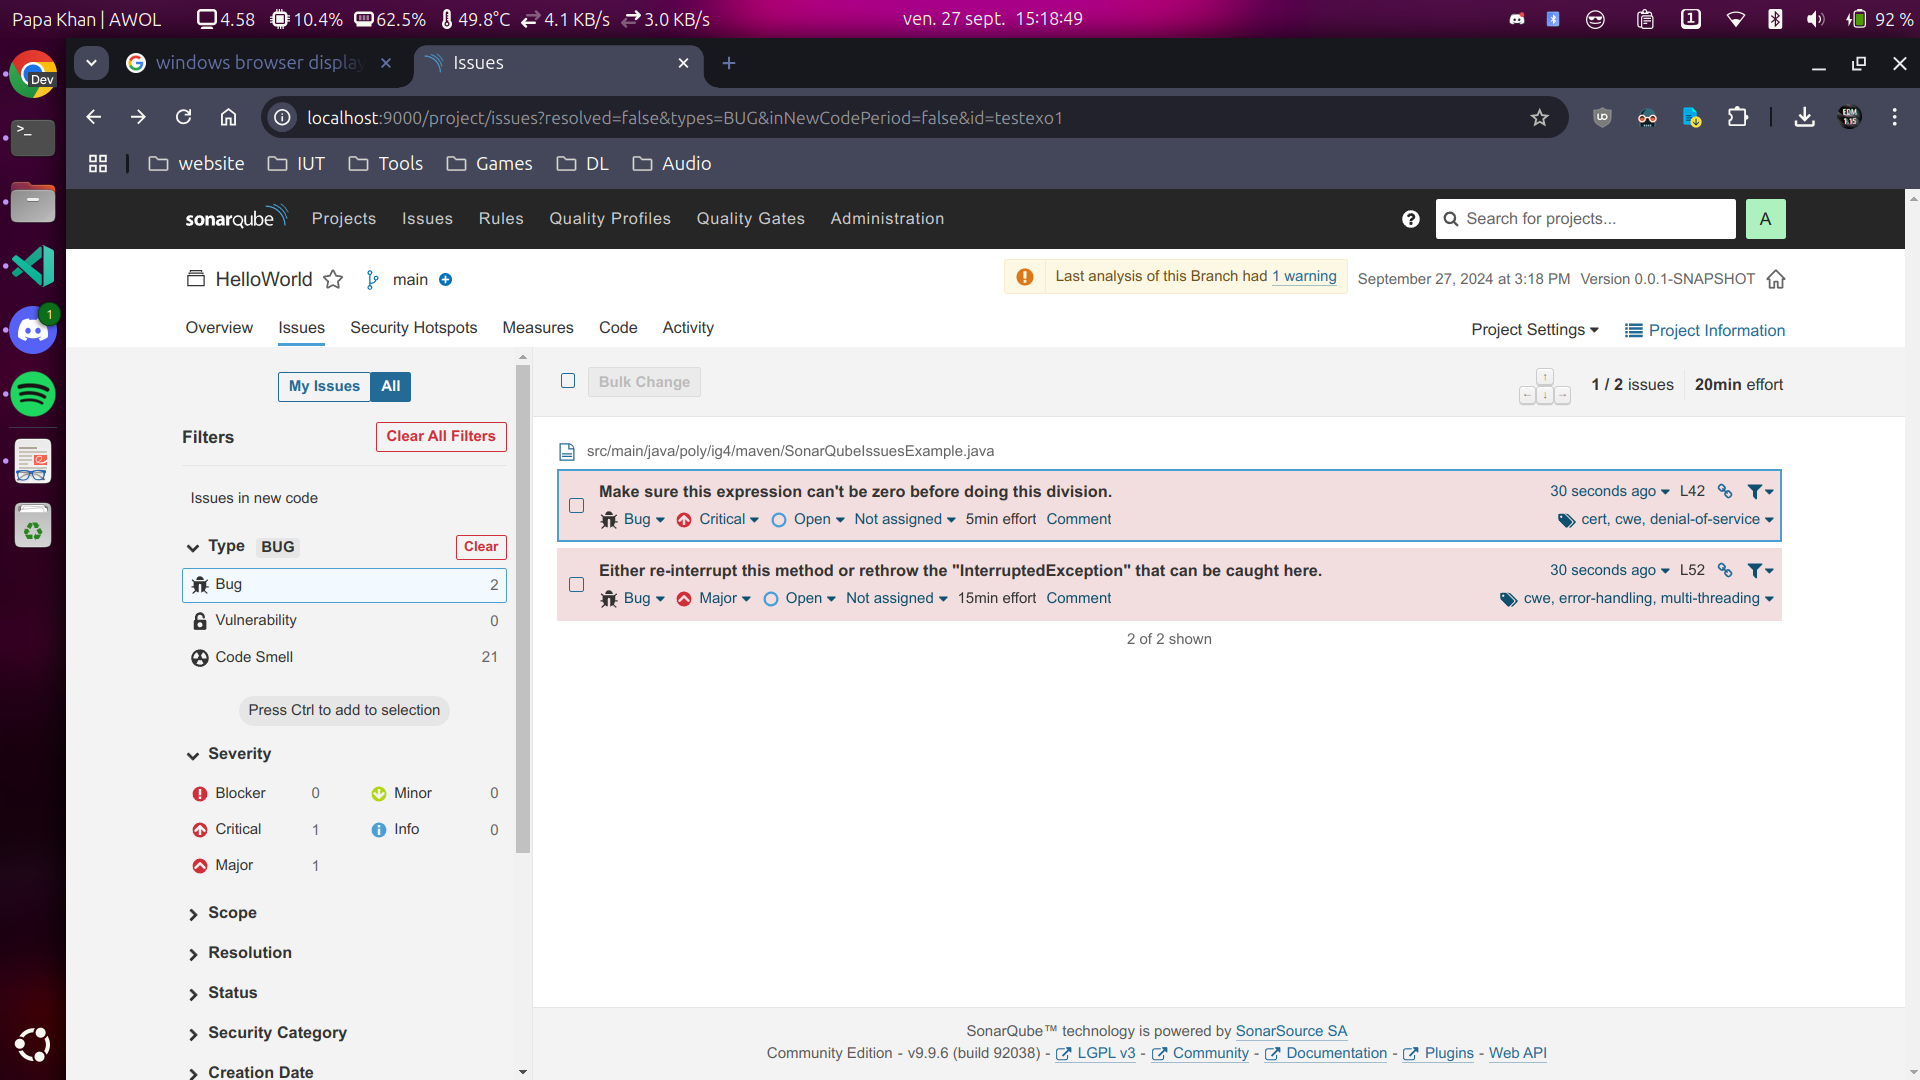 Papa Khan | AWOL 4.58 10.4% 62.5% 49.8°C 4.1 KB/s 3.0 KB/s ven. 27 sept. 15:18:49 1 92 %
Dev windows browser display Issues
localhost:9000/project/issues?resolved=false&types=BUG&inNewCodePeriod=false&id=testexo1
website IUT Tools Games DL Audio
sonarqube Projects Issues Rules Quality Profiles Quality Gates Administration Search for projects... A
HelloWorld main Last analysis of this Branch had 1 warning September 27, 2024 at 3:18 PM Version 0.0.1-SNAPSHOT
Overview Issues Security Hotspots Measures Code Activity Project Settings Project Information
1
My Issues All Bulk Change 1 / 2 issues 20min effort
Filters Clear All Filters
src/main/java/poly/ig4/maven/SonarQubeIssuesExample.java
Issues in new code
Make sure this expression can't be zero before doing this division. 30 seconds ago L42
Bug Critical Open Not assigned 5min effort Comment cert, cwe, denial-of-service
Type BUG Clear
Either re-interrupt this method or rethrow the "InterruptedException" that can be caught here. 30 seconds ago L52
Bug Major Open Not assigned 15min effort Comment cwe, error-handling, multi-threading
Bug 2
Vulnerability 0
2 of 2 shown
Code Smell 21
Press Ctrl to add to selection
Severity
Blocker 0 Minor 0
Critical 1 Info 0
Major 1
Scope
Resolution
Status
Security Category
Creation Date
SonarQube™ technology is powered by SonarSource SA
Community Edition - v9.9.6 (build 92038) - LGPL v3 - Community - Documentation - Plugins - Web API